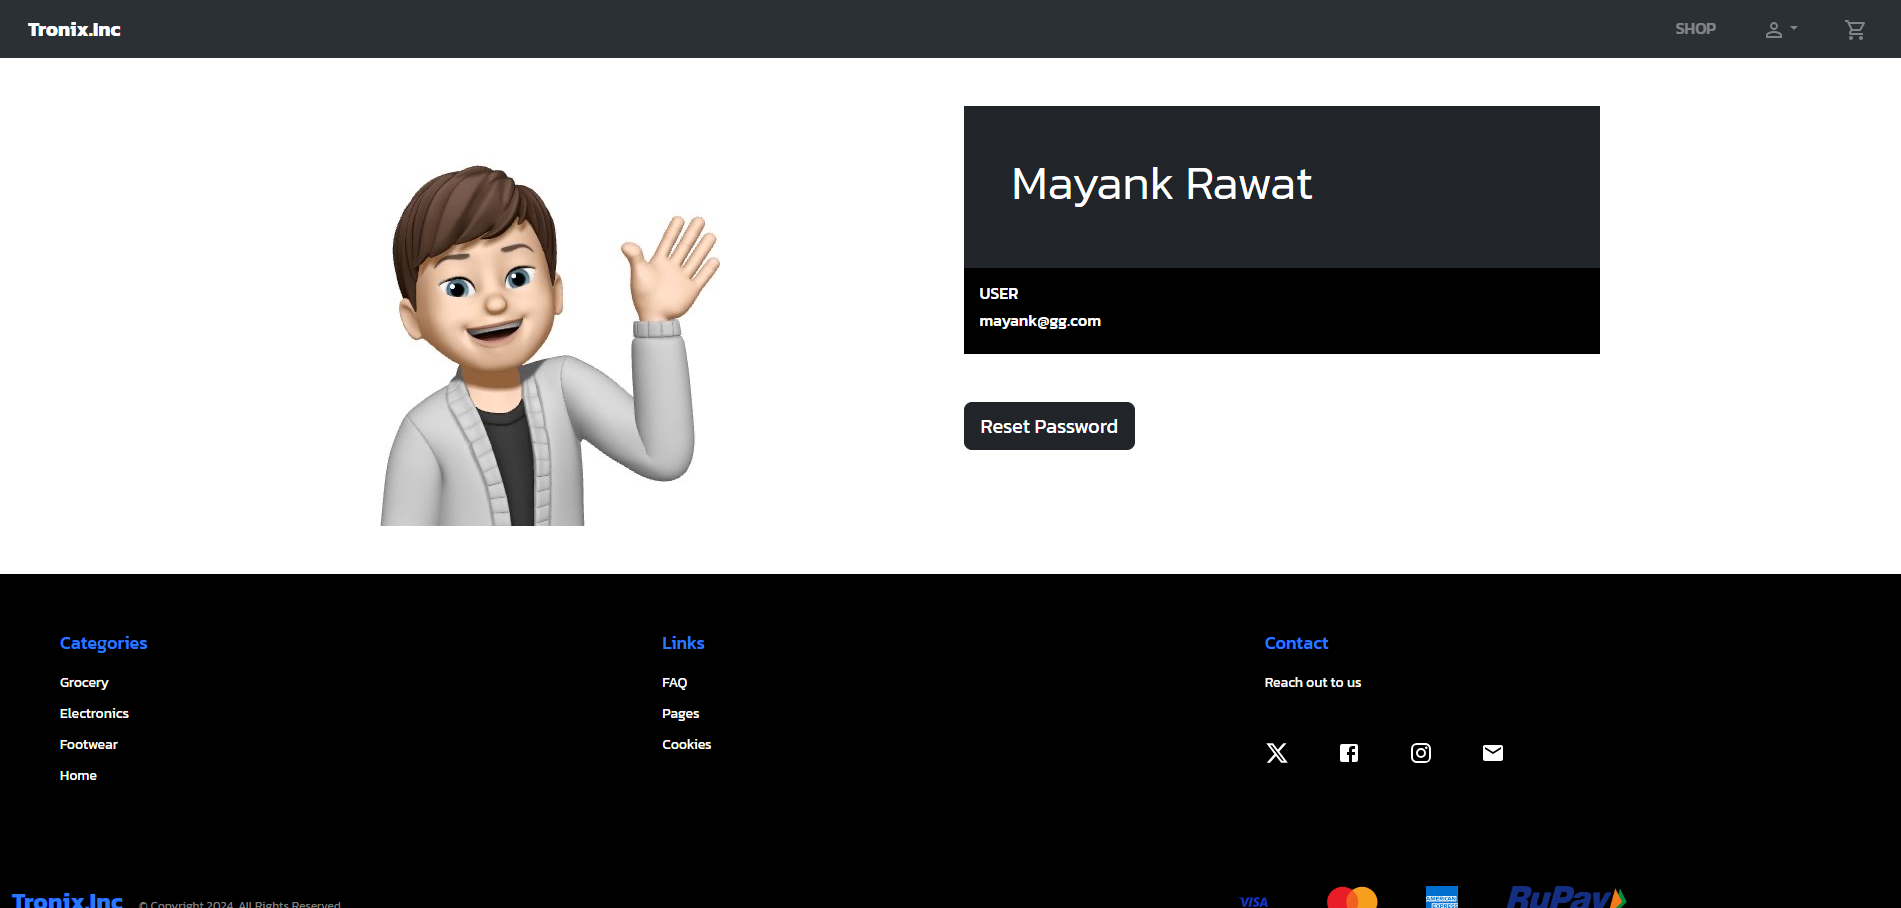 Tronix.Inc
SHOP
Mayank Rawat
USER
mayank@gg.com
Reset Password
Categories
Grocery
Electronics
Footwear
Home
Links
FAQ
Pages
Cookies
Contact
Reach out to us
Tronix.Inc © Copyright 2024. All Rights Reserved
VISA
AMERICAN EXPRESS
RuPay